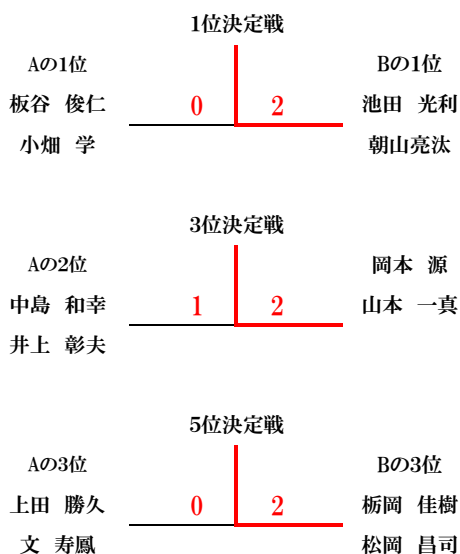 1位決定戦
Aの1位
Bの1位
板谷 俊仁
0
2
池田 光利
小畑 学
朝山亮汰
3位決定戦
Aの2位
岡本 源
中島 和幸
1
2
山本 一真
井上 彰夫
5位決定戦
Aの3位
Bの3位
上田 勝久
0
2
栃岡 佳樹
文 寿鳳
松岡 昌司